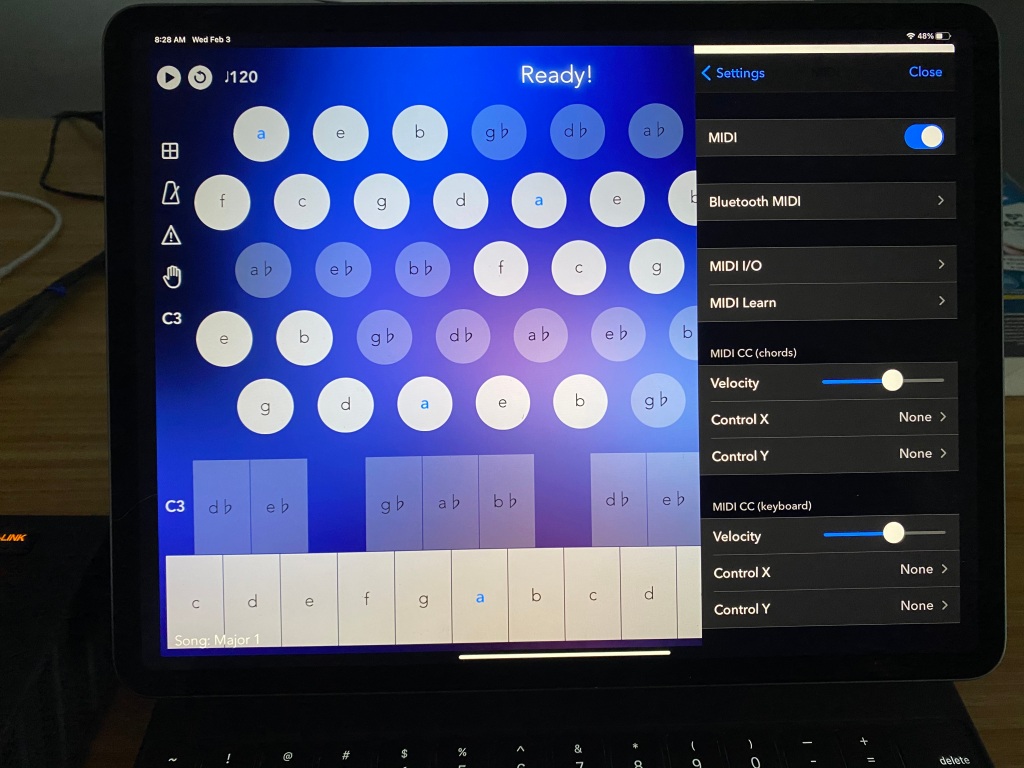 8:28 AM Wed Feb 3
48%
♩120
Ready!
a e b g♭ d♭ a♭
f c g d a e b
a♭ e♭ b♭ f c g
e b g♭ d♭ a♭ e♭ b
C3
g d a e b g♭
C3
d♭ e♭ g♭ a♭ b♭ d♭ e♭
c d e f g a b c d
Song: Major 1
Settings
Close
MIDI
Bluetooth MIDI
MIDI I/O
MIDI Learn
MIDI CC (chords)
Velocity
Control X None
Control Y None
MIDI CC (keyboard)
Velocity
Control X None
Control Y None
-LINK
~ ! @ # $ % ^ & * ( ) — +
7 8 9 0 - = delete